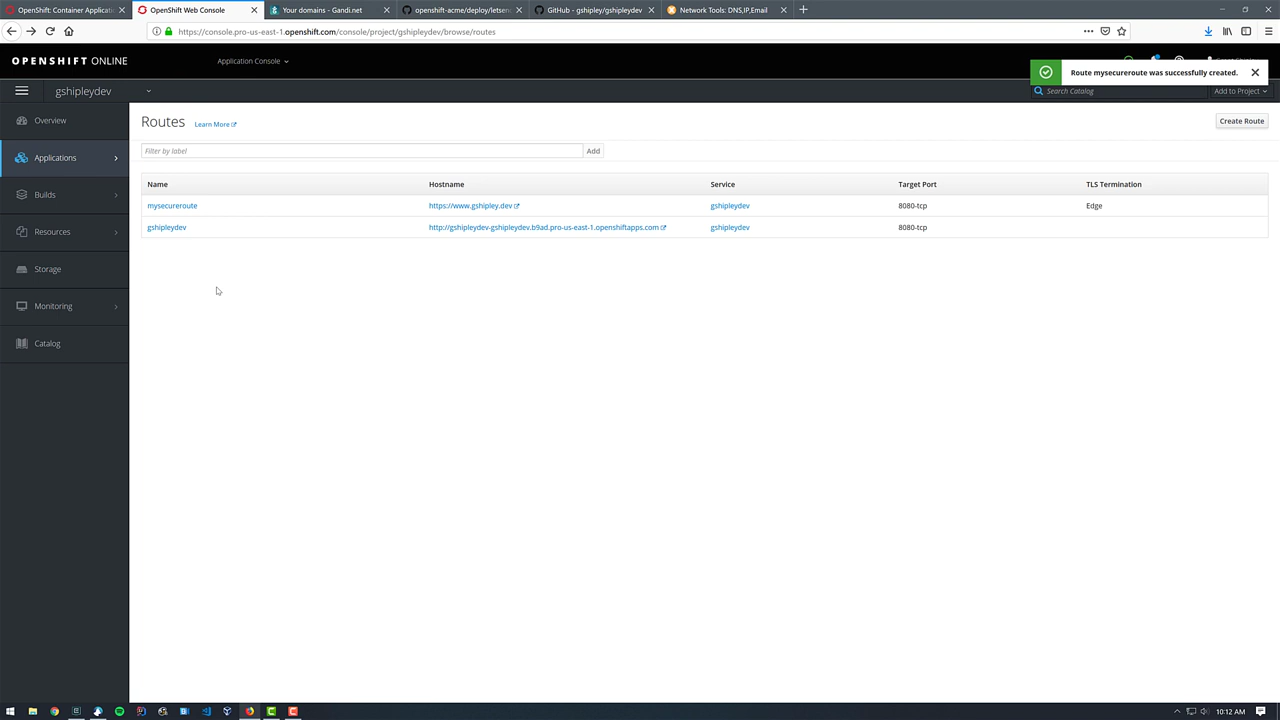 OpenShift: Container Applicati
OpenShift Web Console
Your domains - Gandi.net
openshift-acme/deploy/letsen
GitHub - gshipley/gshipleydev
Network Tools: DNS,IP,Email
https://console.pro-us-east-1.openshift.com/console/project/gshipleydev/browse/routes
OPENSHIFT ONLINE
Application Console
Route mysecureroute was successfully created.
gshipleydev
Search Catalog
Add to Project
Overview
Applications
Builds
Resources
Storage
Monitoring
Catalog
Routes
Learn More
Create Route
Filter by label
Add
Name Hostname Service Target Port TLS Termination
mysecureroute https://www.gshipley.dev gshipleydev 8080-tcp Edge
gshipleydev http://gshipleydev-gshipleydev.b9ad.pro-us-east-1.openshiftapps.com gshipleydev 8080-tcp
10:12 AM